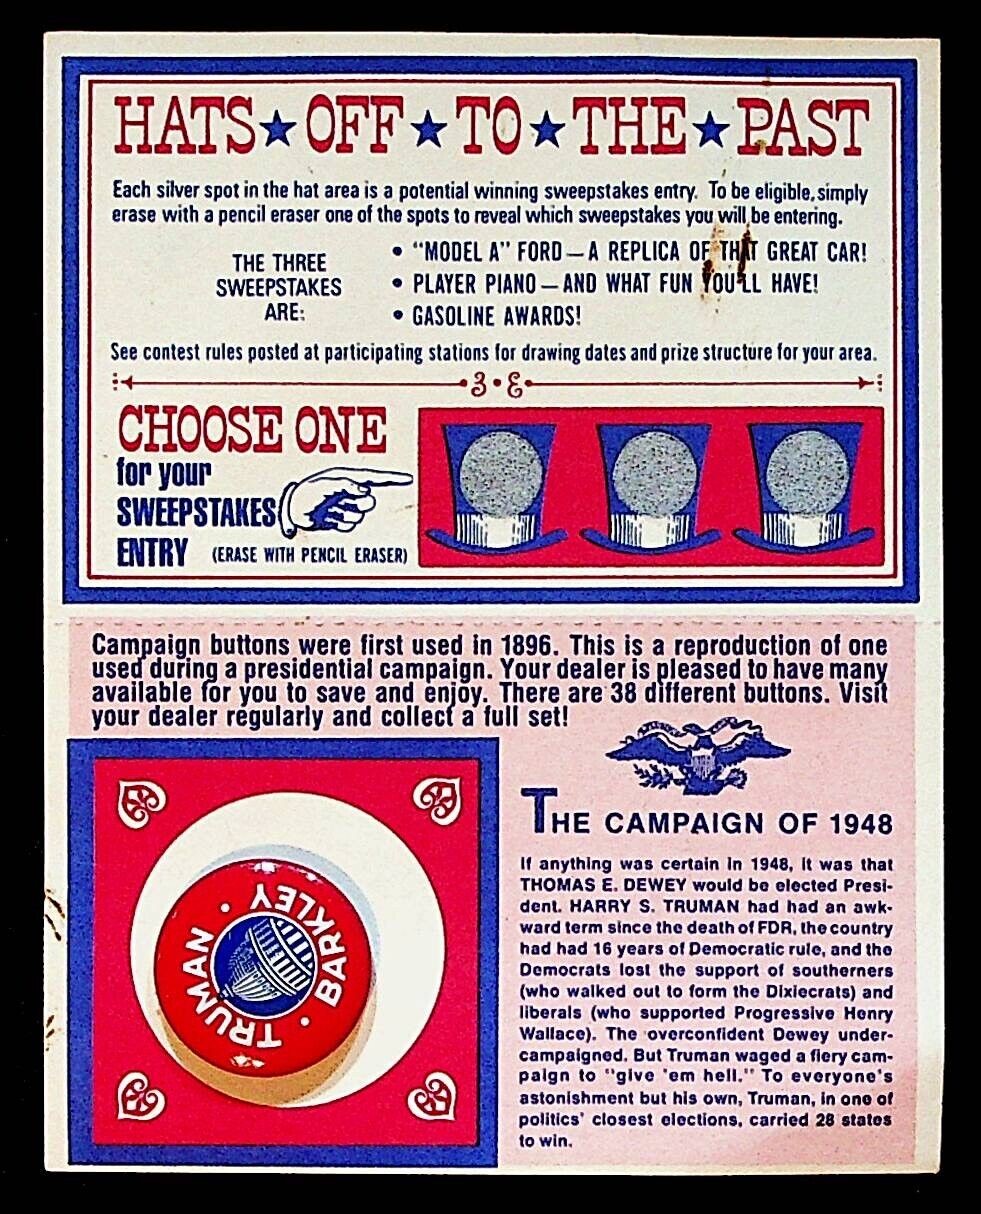 HATS★OFF★TO★THE★PAST
Each silver spot in the hat area is a potential winning sweepstakes entry. To be eligible, simply
erase with a pencil eraser one of the spots to reveal which sweepstakes you will be entering.
THE THREE
SWEEPSTAKES
ARE:
• "MODEL A" FORD — A REPLICA OF THAT GREAT CAR!
• PLAYER PIANO — AND WHAT FUN YOU'LL HAVE!
• GASOLINE AWARDS!
See contest rules posted at participating stations for drawing dates and prize structure for your area.
CHOOSE ONE
for your
SWEEPSTAKES
ENTRY (ERASE WITH PENCIL ERASER)
Campaign buttons were first used in 1896. This is a reproduction of one
used during a presidential campaign. Your dealer is pleased to have many
available for you to save and enjoy. There are 38 different buttons. Visit
your dealer regularly and collect a full set!
TRUMAN • BARKLEY •
THE CAMPAIGN OF 1948
If anything was certain in 1948, it was that
THOMAS E. DEWEY would be elected Presi-
dent. HARRY S. TRUMAN had had an awk-
ward term since the death of FDR, the country
had had 16 years of Democratic rule, and the
Democrats lost the support of southerners
(who walked out to form the Dixiecrats) and
liberals (who supported Progressive Henry
Wallace). The overconfident Dewey under-
campaigned. But Truman waged a fiery cam-
paign to "give 'em hell." To everyone's
astonishment but his own, Truman, in one of
politics' closest elections, carried 28 states
to win.